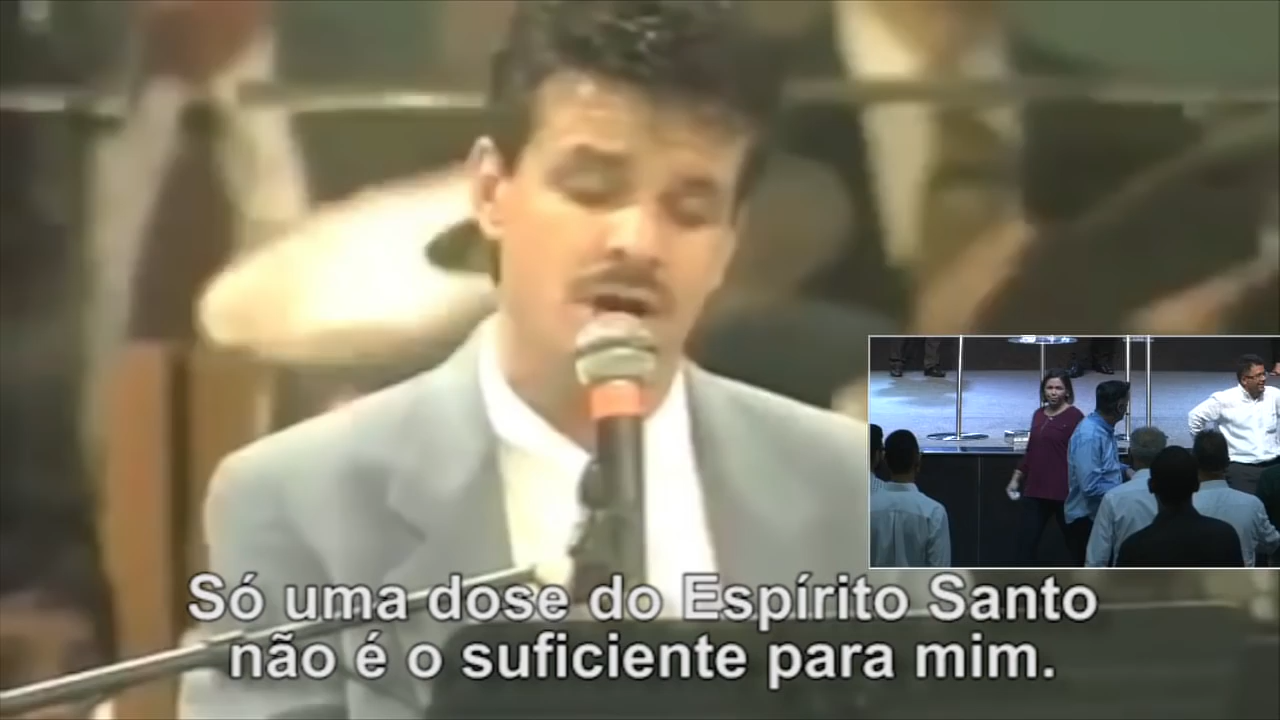 Só uma dose do Espírito Santo
não é o suficiente para mim.